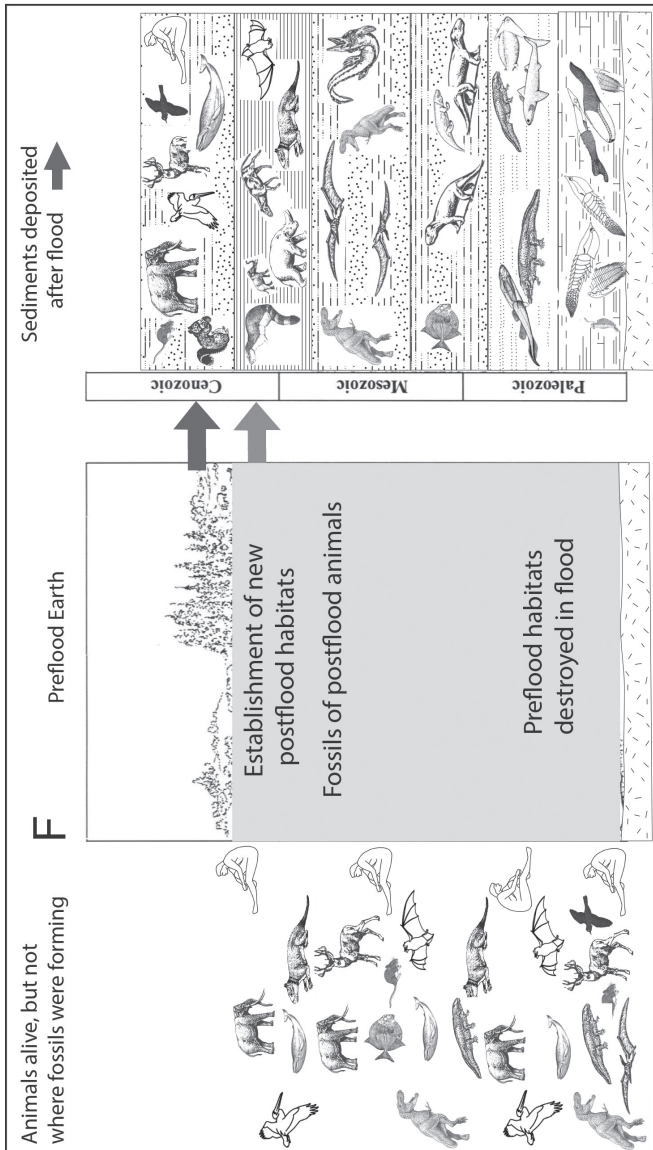 Animals alive, but not
where fossils were forming
F
Preflood Earth
Sediments deposited
after flood
Establishment of new
postflood habitats
Fossils of postflood animals
Preflood habitats
destroyed in flood
Cenozoic
Mesozoic
Paleozoic